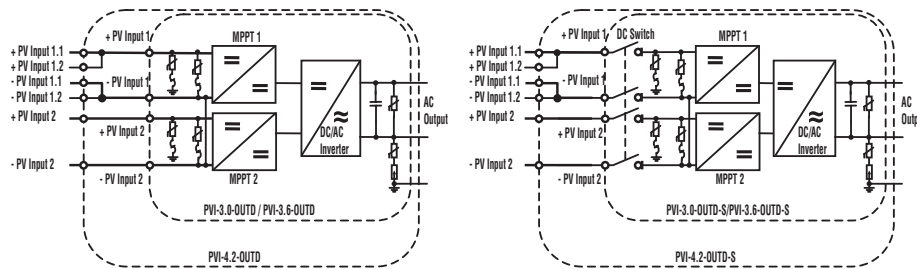 + PV Input 1
MPPT 1
+ PV Input 1.1
+ PV Input 1.2
- PV Input 1.1
- PV Input 1
- PV Input 1.2
AC
Output
+ PV Input 2
+ PV Input 2
DC/AC
Inverter
- PV Input 2
- PV Input 2
MPPT 2
PVI-3.0-OUTD / PVI-3.6-OUTD
PVI-4.2-OUTD
+ PV Input 1
DC Switch
MPPT 1
+ PV Input 1.1
+ PV Input 1.2
- PV Input 1.1
- PV Input 1
- PV Input 1.2
AC
Output
+ PV Input 2
+ PV Input 2
DC/AC
Inverter
- PV Input 2
- PV Input 2
MPPT 2
PVI-3.0-OUTD-S/PVI-3.6-OUTD-S
PVI-4.2-OUTD-S